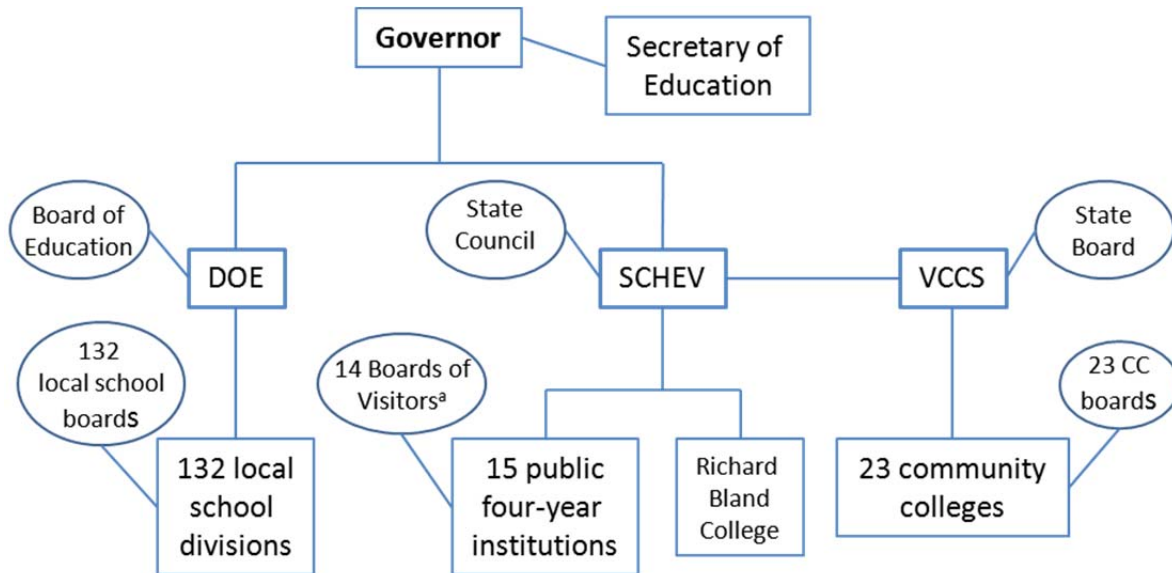 Governor
Secretary of
Education
Board of
Education
State
Council
State
Board
DOE
SCHEV
VCCS
132
local school
boards
14 Boards of
Visitorsᵃ
23 CC
boards
132 local
school
divisions
15 public
four-year
institutions
Richard
Bland
College
23 community
colleges